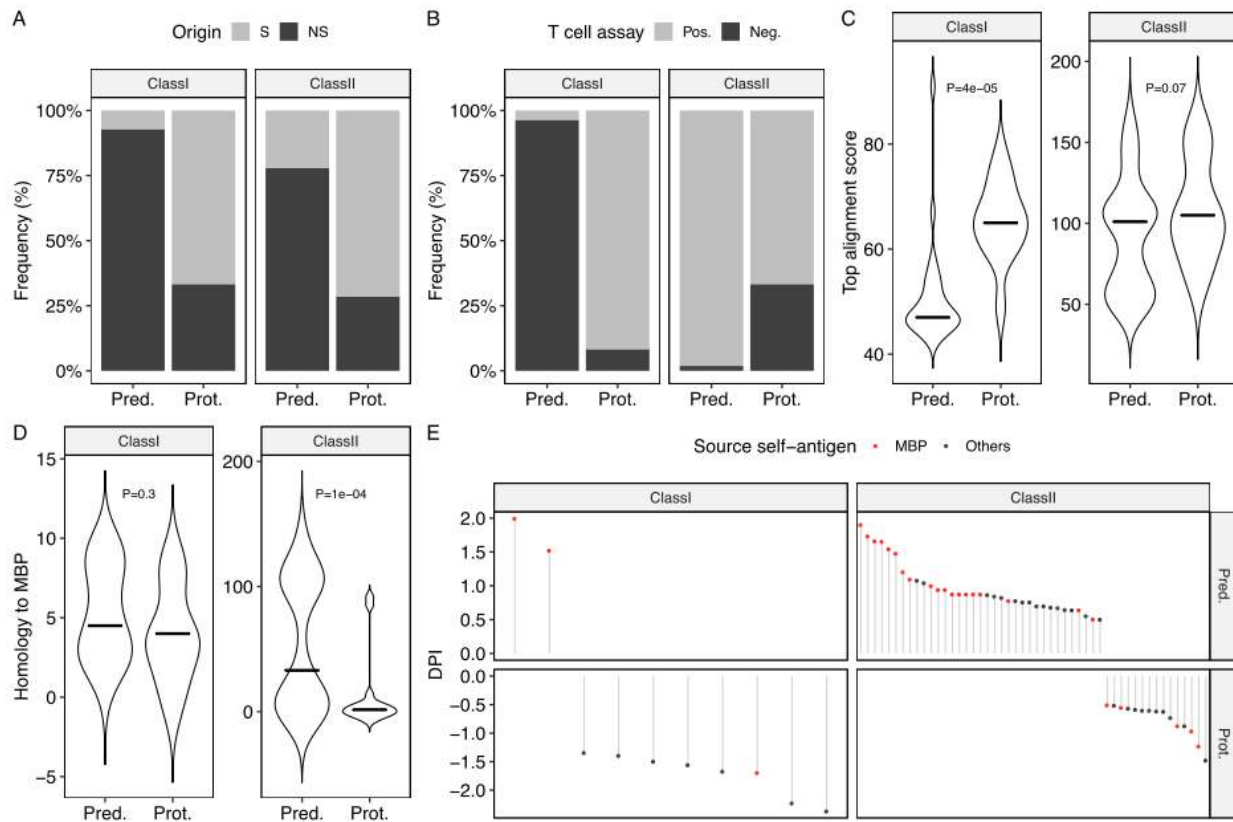 A
Origin S NS
ClassI ClassII
Frequency (%)
100%
75%
50%
25%
0%
Pred. Prot. Pred. Prot.
B
T cell assay Pos. Neg.
ClassI ClassII
Frequency (%)
100%
75%
50%
25%
0%
Pred. Prot. Pred. Prot.
C
ClassI ClassII
Top alignment score
P=4e−05
80
60
40
P=0.07
200
150
100
50
Pred. Prot. Pred. Prot.
D
ClassI ClassII
Homology to MBP
15
10
5
0
−5
P=0.3
200
100
0
P=1e−04
Pred. Prot. Pred. Prot.
E
Source self−antigen MBP Others
ClassI ClassII
DPI
2.0
1.5
1.0
0.5
0.0
Pred.
0.0
−0.5
−1.0
−1.5
−2.0
Prot.